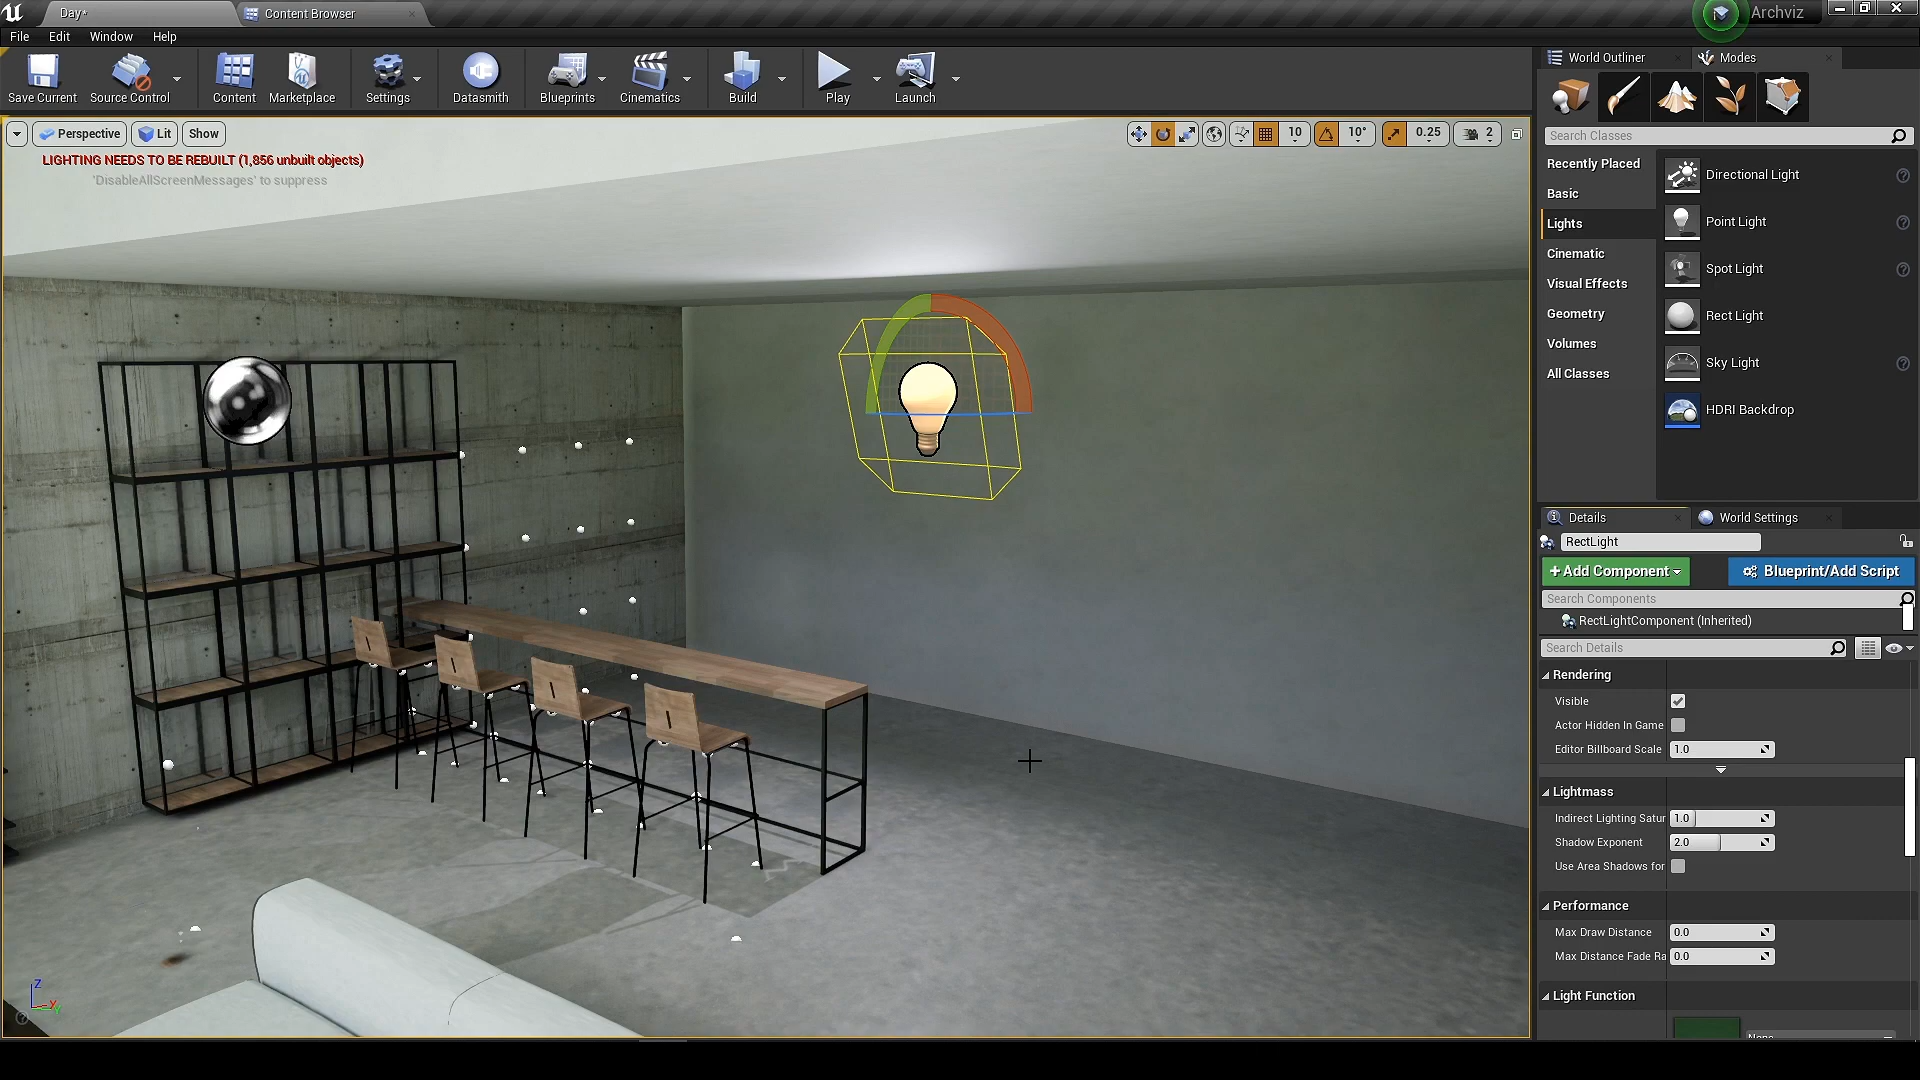 Day*
Content Browser
Archviz
File Edit Window Help
Save Current
Source Control
Content
Marketplace
Settings
Datasmith
Blueprints
Cinematics
Build
Play
Launch
Perspective
Lit
Show
10
10°
0.25
2
LIGHTING NEEDS TO BE REBUILT (1,856 unbuilt objects)
'DisableAllScreenMessages' to suppress
Z
Y
World Outliner
Modes
Search Classes
Recently Placed
Basic
Lights
Cinematic
Visual Effects
Geometry
Volumes
All Classes
Directional Light
Point Light
Spot Light
Rect Light
Sky Light
HDRI Backdrop
Details
World Settings
RectLight
+ Add Component
Blueprint/Add Script
Search Components
RectLightComponent (Inherited)
Search Details
Rendering
Visible
Actor Hidden In Game
Editor Billboard Scale 1.0
Lightmass
Indirect Lighting Satur 1.0
Shadow Exponent 2.0
Use Area Shadows for
Performance
Max Draw Distance 0.0
Max Distance Fade Ra 0.0
Light Function
None